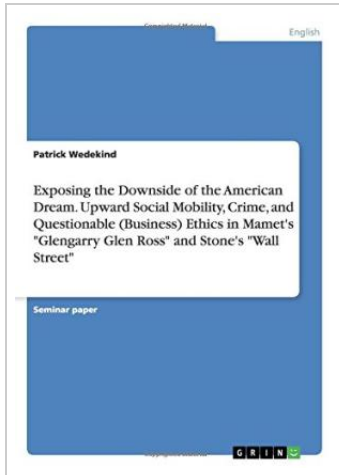 English
Patrick Wedekind
Exposing the Downside of the American
Dream. Upward Social Mobility, Crime, and
Questionable (Business) Ethics in Mamet's
"Glengarry Glen Ross" and Stone's "Wall
Street"
Seminar paper
GRIN